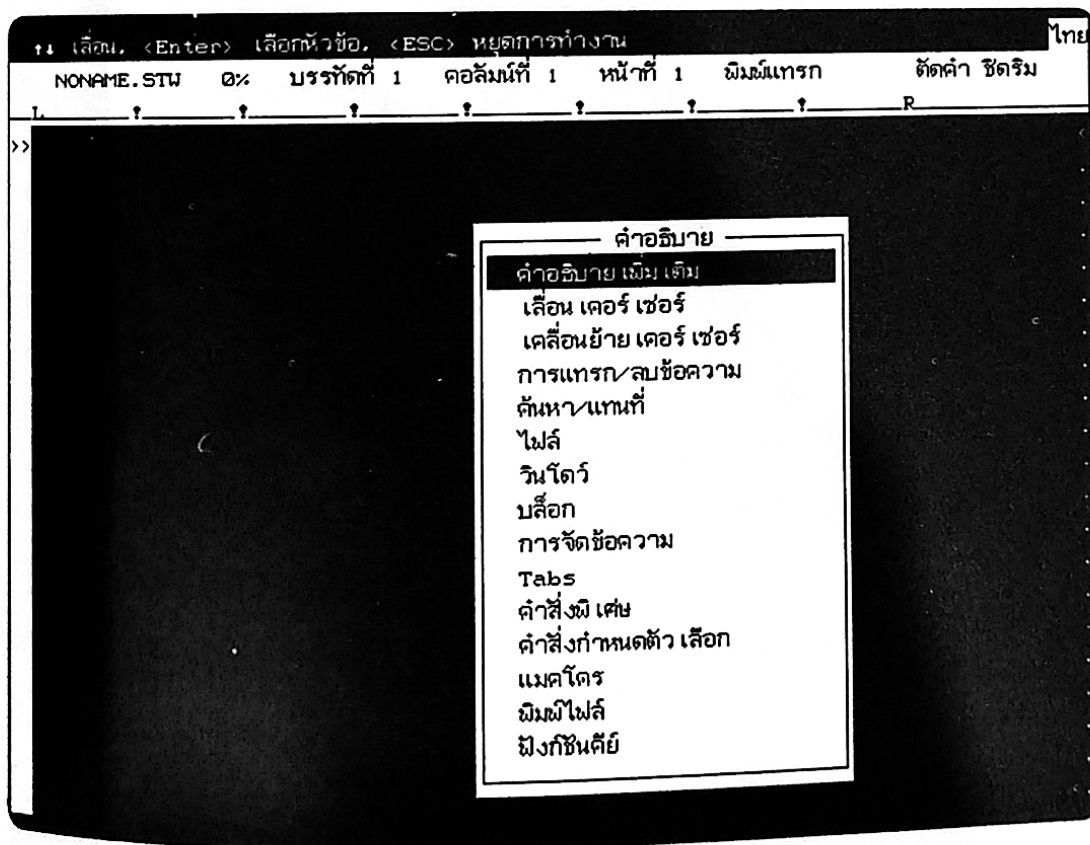 ↑↓ เลื่อน, <Enter> เลือกหัวข้อ, <ESC> หยุดการทำงาน ไทย
NONAME.STW 0% บรรทัดที่ 1 คอลัมน์ที่ 1 หน้าที่ 1 พิมพ์แทรก ตัดคำ ชิดริม
L R
>>
คำอธิบาย
คำอธิบายเพิ่มเติม
เลื่อนเคอร์เซอร์
เคลื่อนย้ายเคอร์เซอร์
การแทรก/ลบข้อความ
ค้นหา/แทนที่
ไฟล์
วินโดว์
บล็อก
การจัดข้อความ
Tabs
คำสั่งพิเศษ
คำสั่งกำหนดตัวเลือก
แมคโคร
พิมพ์ไฟล์
ฟังก์ชันคีย์